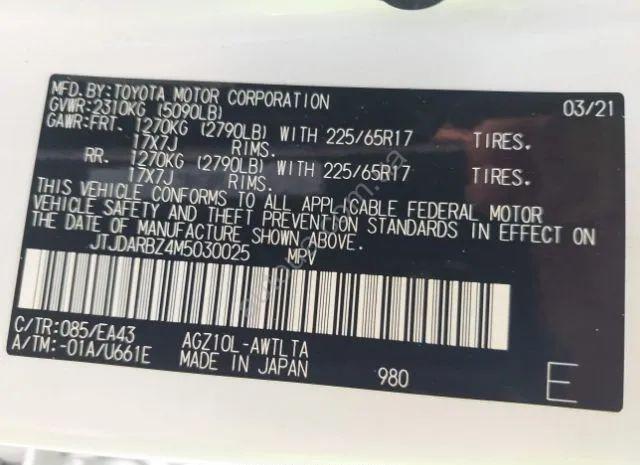 MFD.BY:TOYOTA MOTOR CORPORATION 03/21
GVWR:2310KG (5090LB)
GAWR:FRT. 1270KG (2790LB) WITH 225/65R17 TIRES.
17X7J RIMS.
RR. 1270KG (2790LB) WITH 225/65R17 TIRES.
17X7J RIMS.
THIS VEHICLE CONFORMS TO ALL APPLICABLE FEDERAL MOTOR
VEHICLE SAFETY AND THEFT PREVENTION STANDARDS IN EFFECT ON
THE DATE OF MANUFACTURE SHOWN ABOVE.
JTJDARBZ4M5030025 MPV
C/TR:085/EA43 AGZ10L-AWTLTA
A/TM:-01A/U661E MADE IN JAPAN 980 E